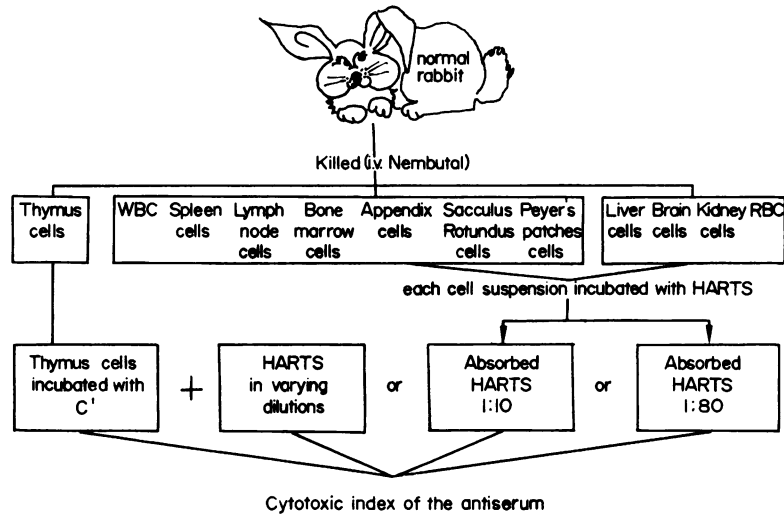 normal
rabbit
Killed (i.v. Nembutal)
Thymus
cells
WBC
Spleen
cells
Lymph
node
cells
Bone
marrow
cells
Appendix
cells
Sacculus
Rotundus
cells
Peyer's
patches
cells
Liver
cells
Brain
cells
Kidney
cells
RBC
each cell suspension incubated with HARTS
Thymus cells
incubated with
C'
+
HARTS
in varying
dilutions
or
Absorbed
HARTS
1:10
or
Absorbed
HARTS
1:80
Cytotoxic index of the antiserum